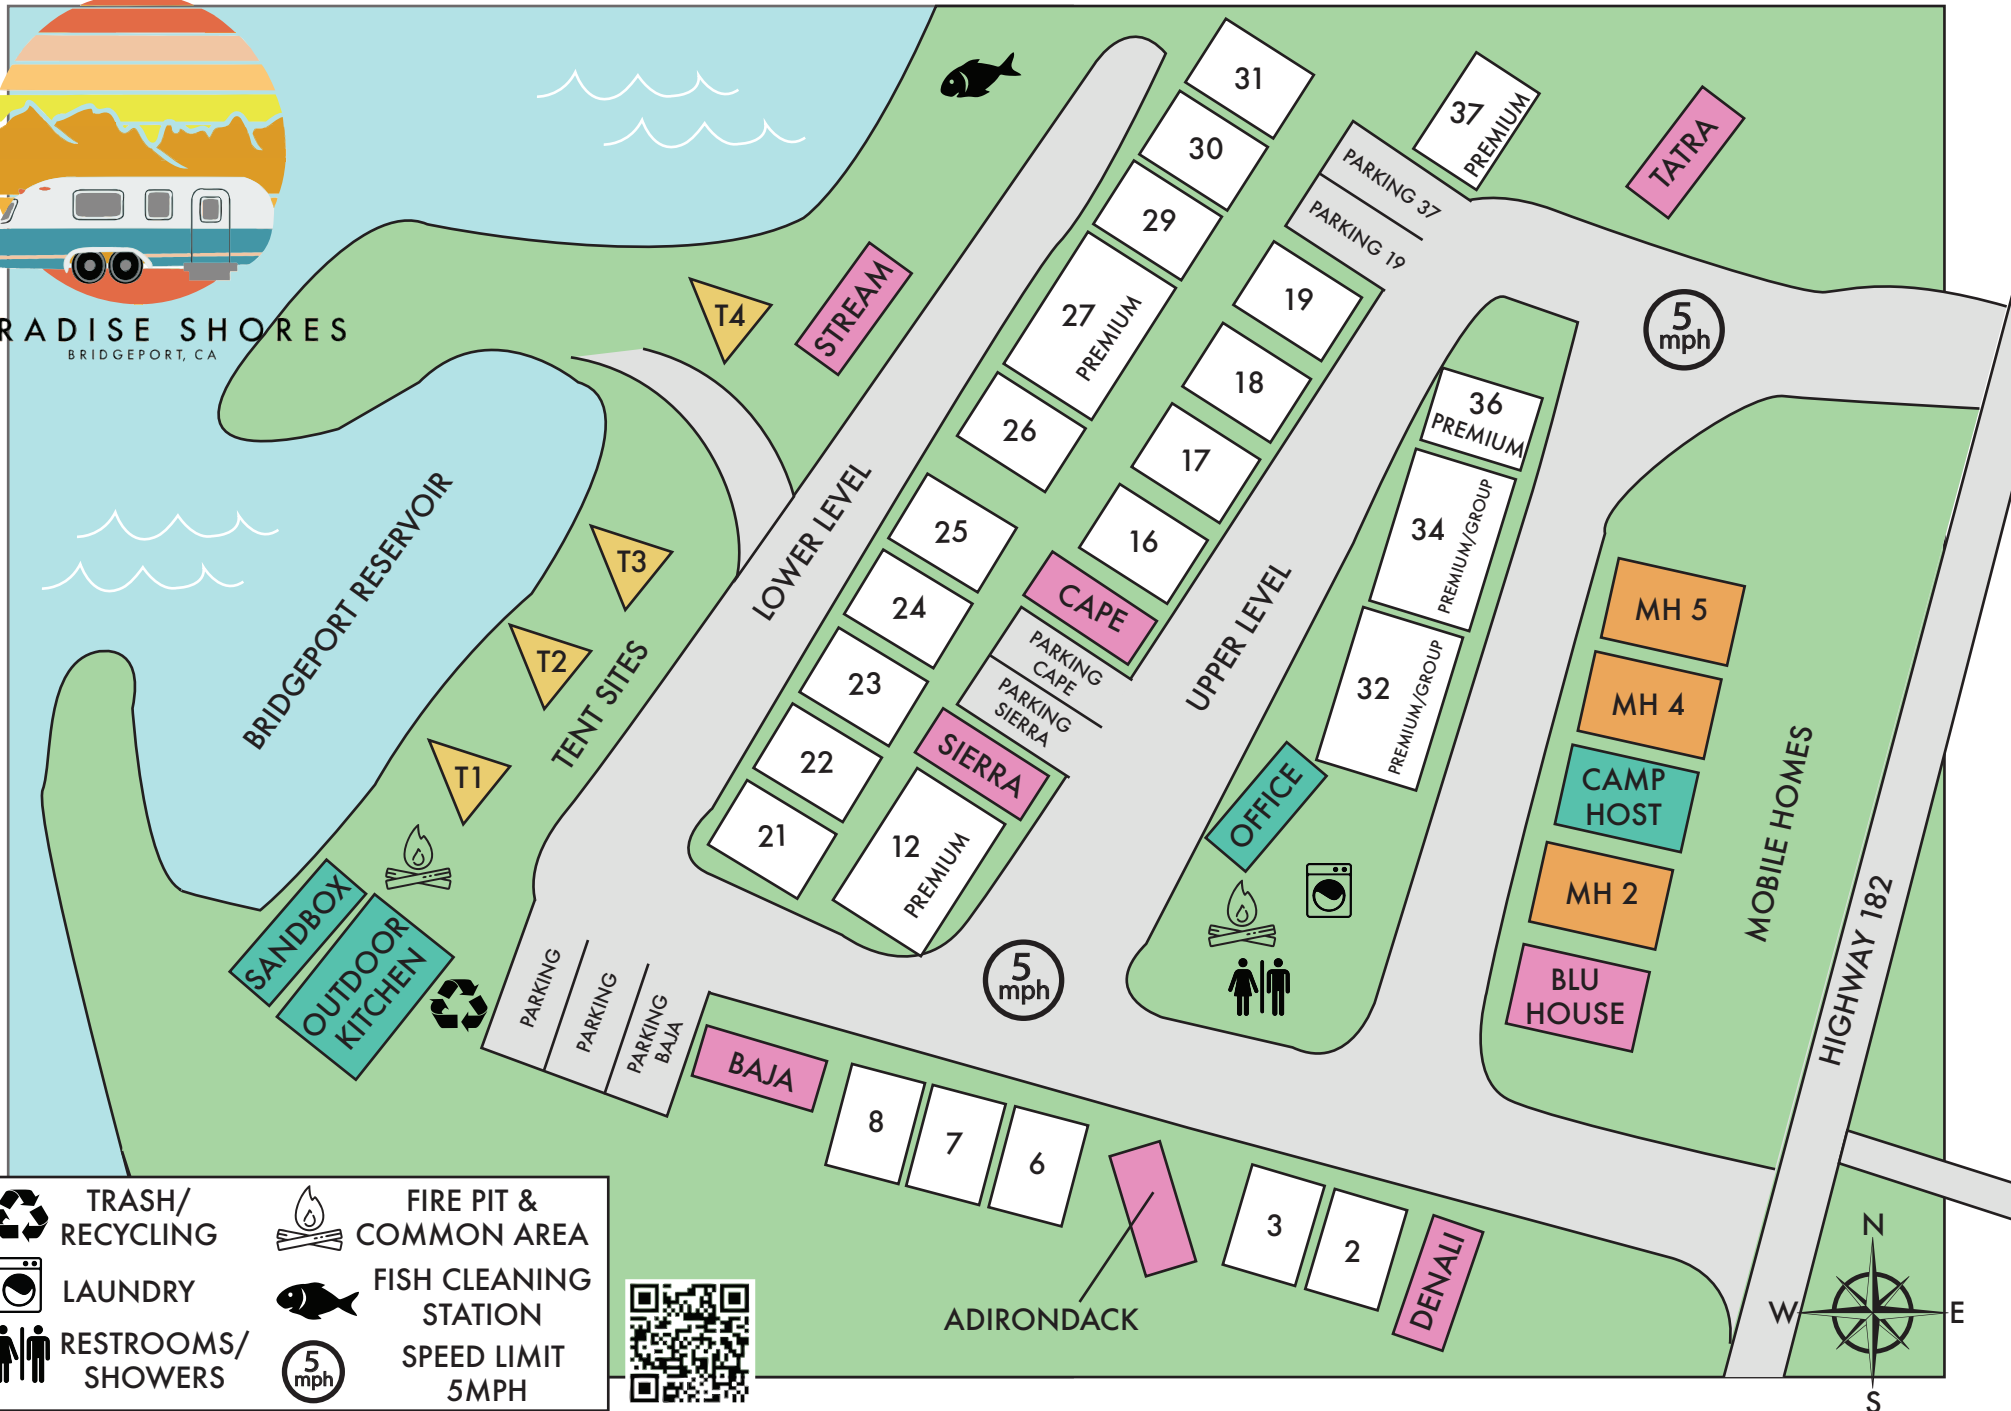 RADISE SHORES
BRIDGEPORT, CA
31
30
29
27
PREMIUM
26
25
24
23
22
21
37
PREMIUM
TATRA
PARKING 37
PARKING 19
19
18
17
16
CAPE
PARKING
CAPE
PARKING
SIERRA
SIERRA
12
PREMIUM
T4
STREAM
T3
T2
T1
TENT SITES
LOWER LEVEL
UPPER LEVEL
BRIDGEPORT RESERVOIR
5
mph
36
PREMIUM
34
PREMIUM/GROUP
32
PREMIUM/GROUP
OFFICE
MH 5
MH 4
CAMP
HOST
MH 2
BLU
HOUSE
MOBILE HOMES
HIGHWAY 182
SANDBOX
OUTDOOR
KITCHEN
PARKING
PARKING
PARKING
BAJA
5
mph
BAJA
8
7
6
ADIRONDACK
3
2
DENALI
TRASH/
RECYCLING
LAUNDRY
RESTROOMS/
SHOWERS
FIRE PIT &
COMMON AREA
FISH CLEANING
STATION
5
mph
SPEED LIMIT
5MPH
N
W
E
S